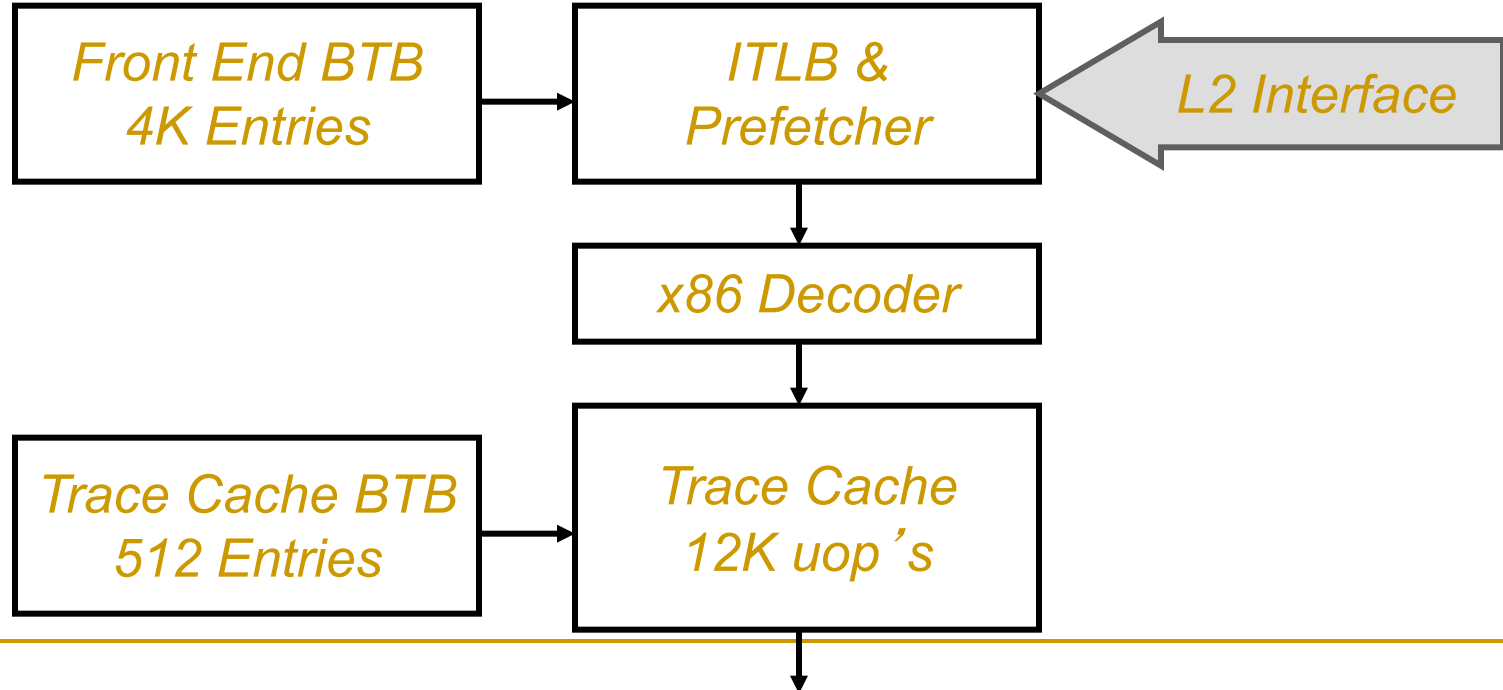 Front End BTB
4K Entries
ITLB &
Prefetcher
L2 Interface
x86 Decoder
Trace Cache BTB
512 Entries
Trace Cache
12K uop´s